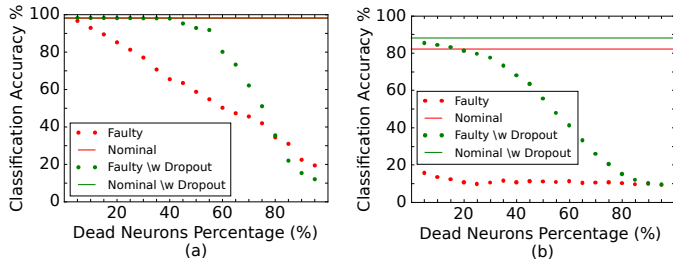 Classification Accuracy %
100
80
60
40
20
0
Faulty
Nominal
Faulty \w Dropout
Nominal \w Dropout
20 40 60 80
Dead Neurons Percentage (%)
(a)
Classification Accuracy %
100
80
60
40
20
0
Faulty
Nominal
Faulty \w Dropout
Nominal \w Dropout
20 40 60 80
Dead Neurons Percentage (%)
(b)